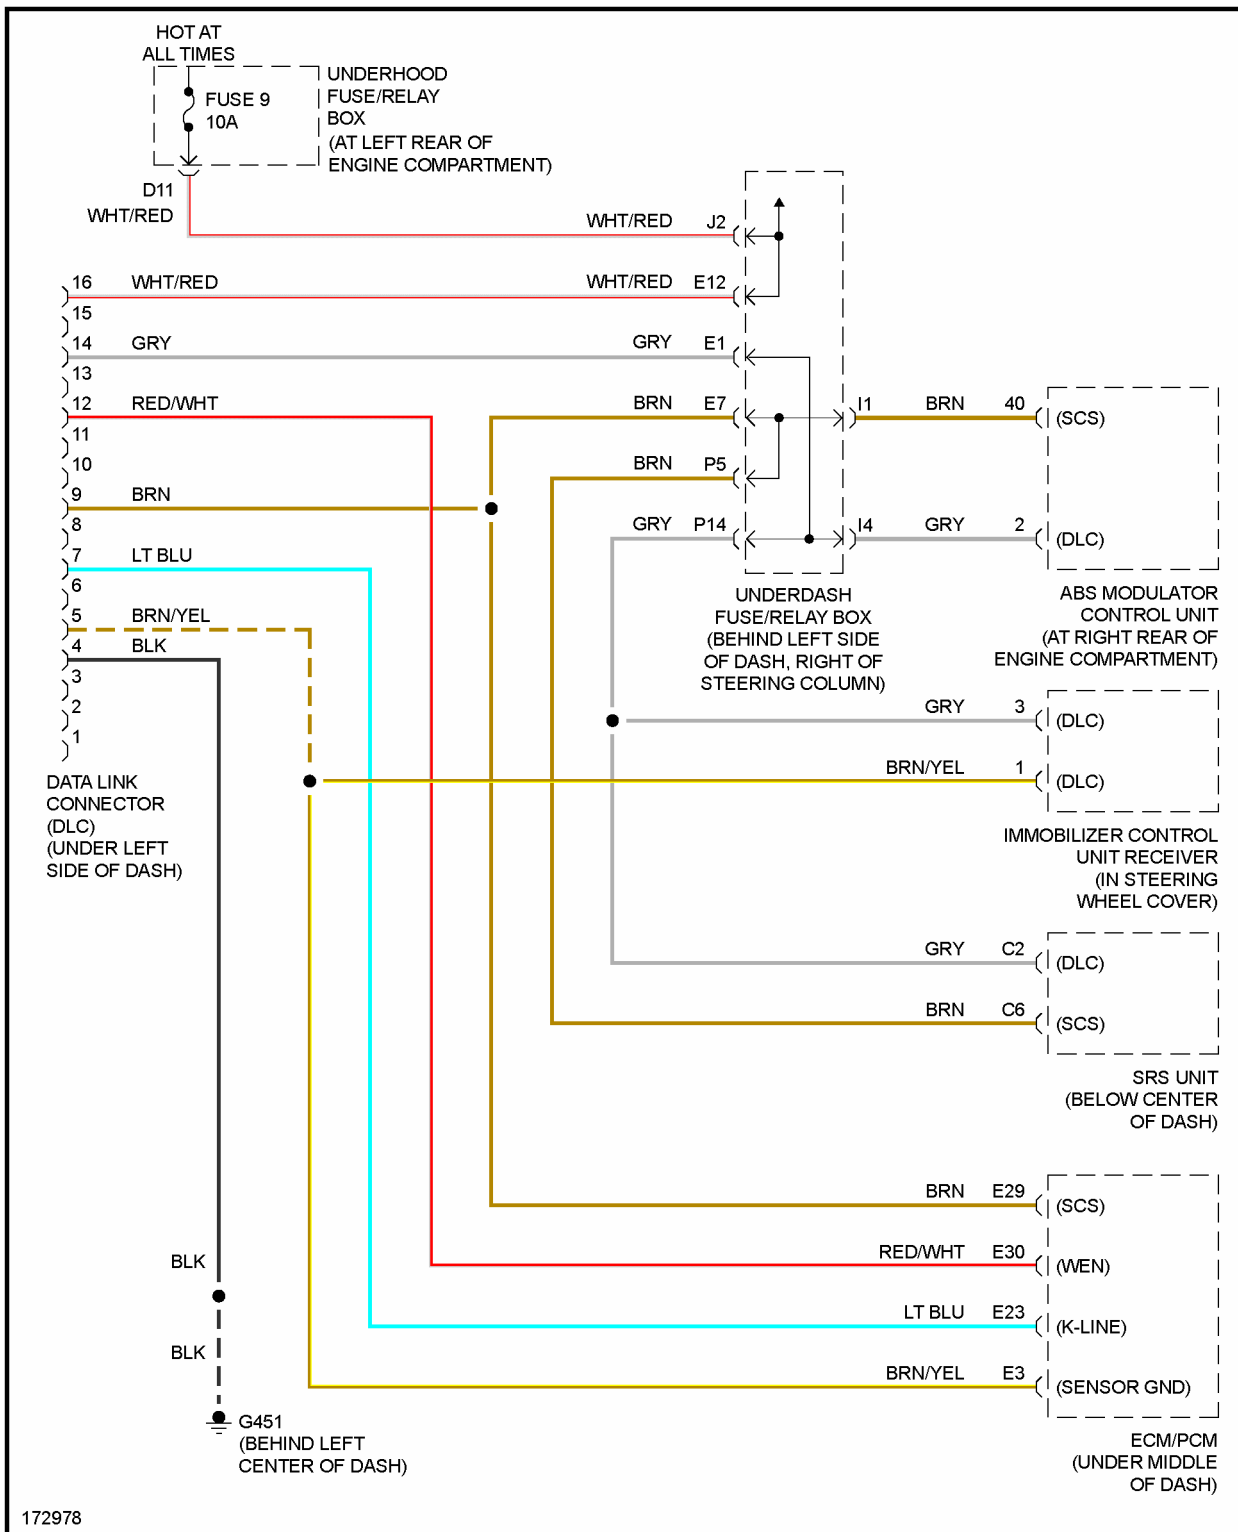 HOT AT
ALL TIMES
FUSE 9
10A
UNDERHOOD
FUSE/RELAY
BOX
(AT LEFT REAR OF
ENGINE COMPARTMENT)
D11
WHT/RED
WHT/RED J2
16 WHT/RED
WHT/RED E12
15
14 GRY
GRY E1
13
12 RED/WHT
BRN E7
I1 BRN 40 (SCS)
11
10
BRN P5
9 BRN
8
GRY P14
I4 GRY 2 (DLC)
7 LT BLU
6
5 BRN/YEL
4 BLK
3
2
1
DATA LINK
CONNECTOR
(DLC)
(UNDER LEFT
SIDE OF DASH)
UNDERDASH
FUSE/RELAY BOX
(BEHIND LEFT SIDE
OF DASH, RIGHT OF
STEERING COLUMN)
ABS MODULATOR
CONTROL UNIT
(AT RIGHT REAR OF
ENGINE COMPARTMENT)
GRY 3 (DLC)
BRN/YEL 1 (DLC)
IMMOBILIZER CONTROL
UNIT RECEIVER
(IN STEERING
WHEEL COVER)
GRY C2 (DLC)
BRN C6 (SCS)
SRS UNIT
(BELOW CENTER
OF DASH)
BRN E29 (SCS)
RED/WHT E30 (WEN)
LT BLU E23 (K-LINE)
BRN/YEL E3 (SENSOR GND)
ECM/PCM
(UNDER MIDDLE
OF DASH)
BLK
BLK
G451
(BEHIND LEFT
CENTER OF DASH)
172978